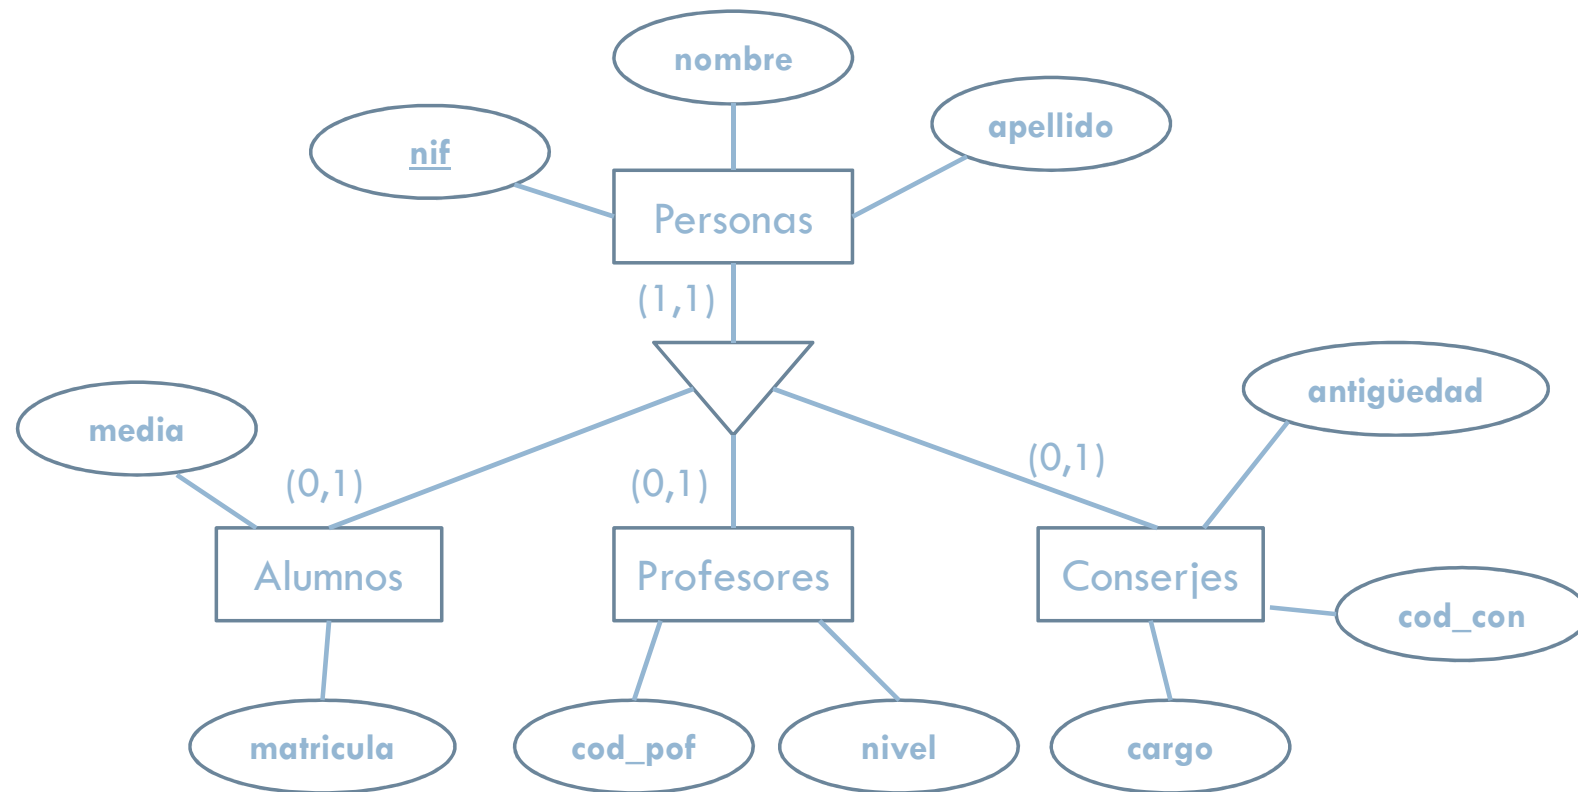 nombre
apellido
nif
Personas
(1,1)
antigüedad
media
(0,1)
(0,1)
(0,1)
Alumnos
Profesores
Conserjes
cod_con
matricula
cod_pof
nivel
cargo